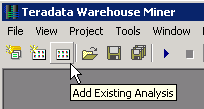 Teradata Warehouse Miner
File View Project Tools Window
Add Existing Analysis